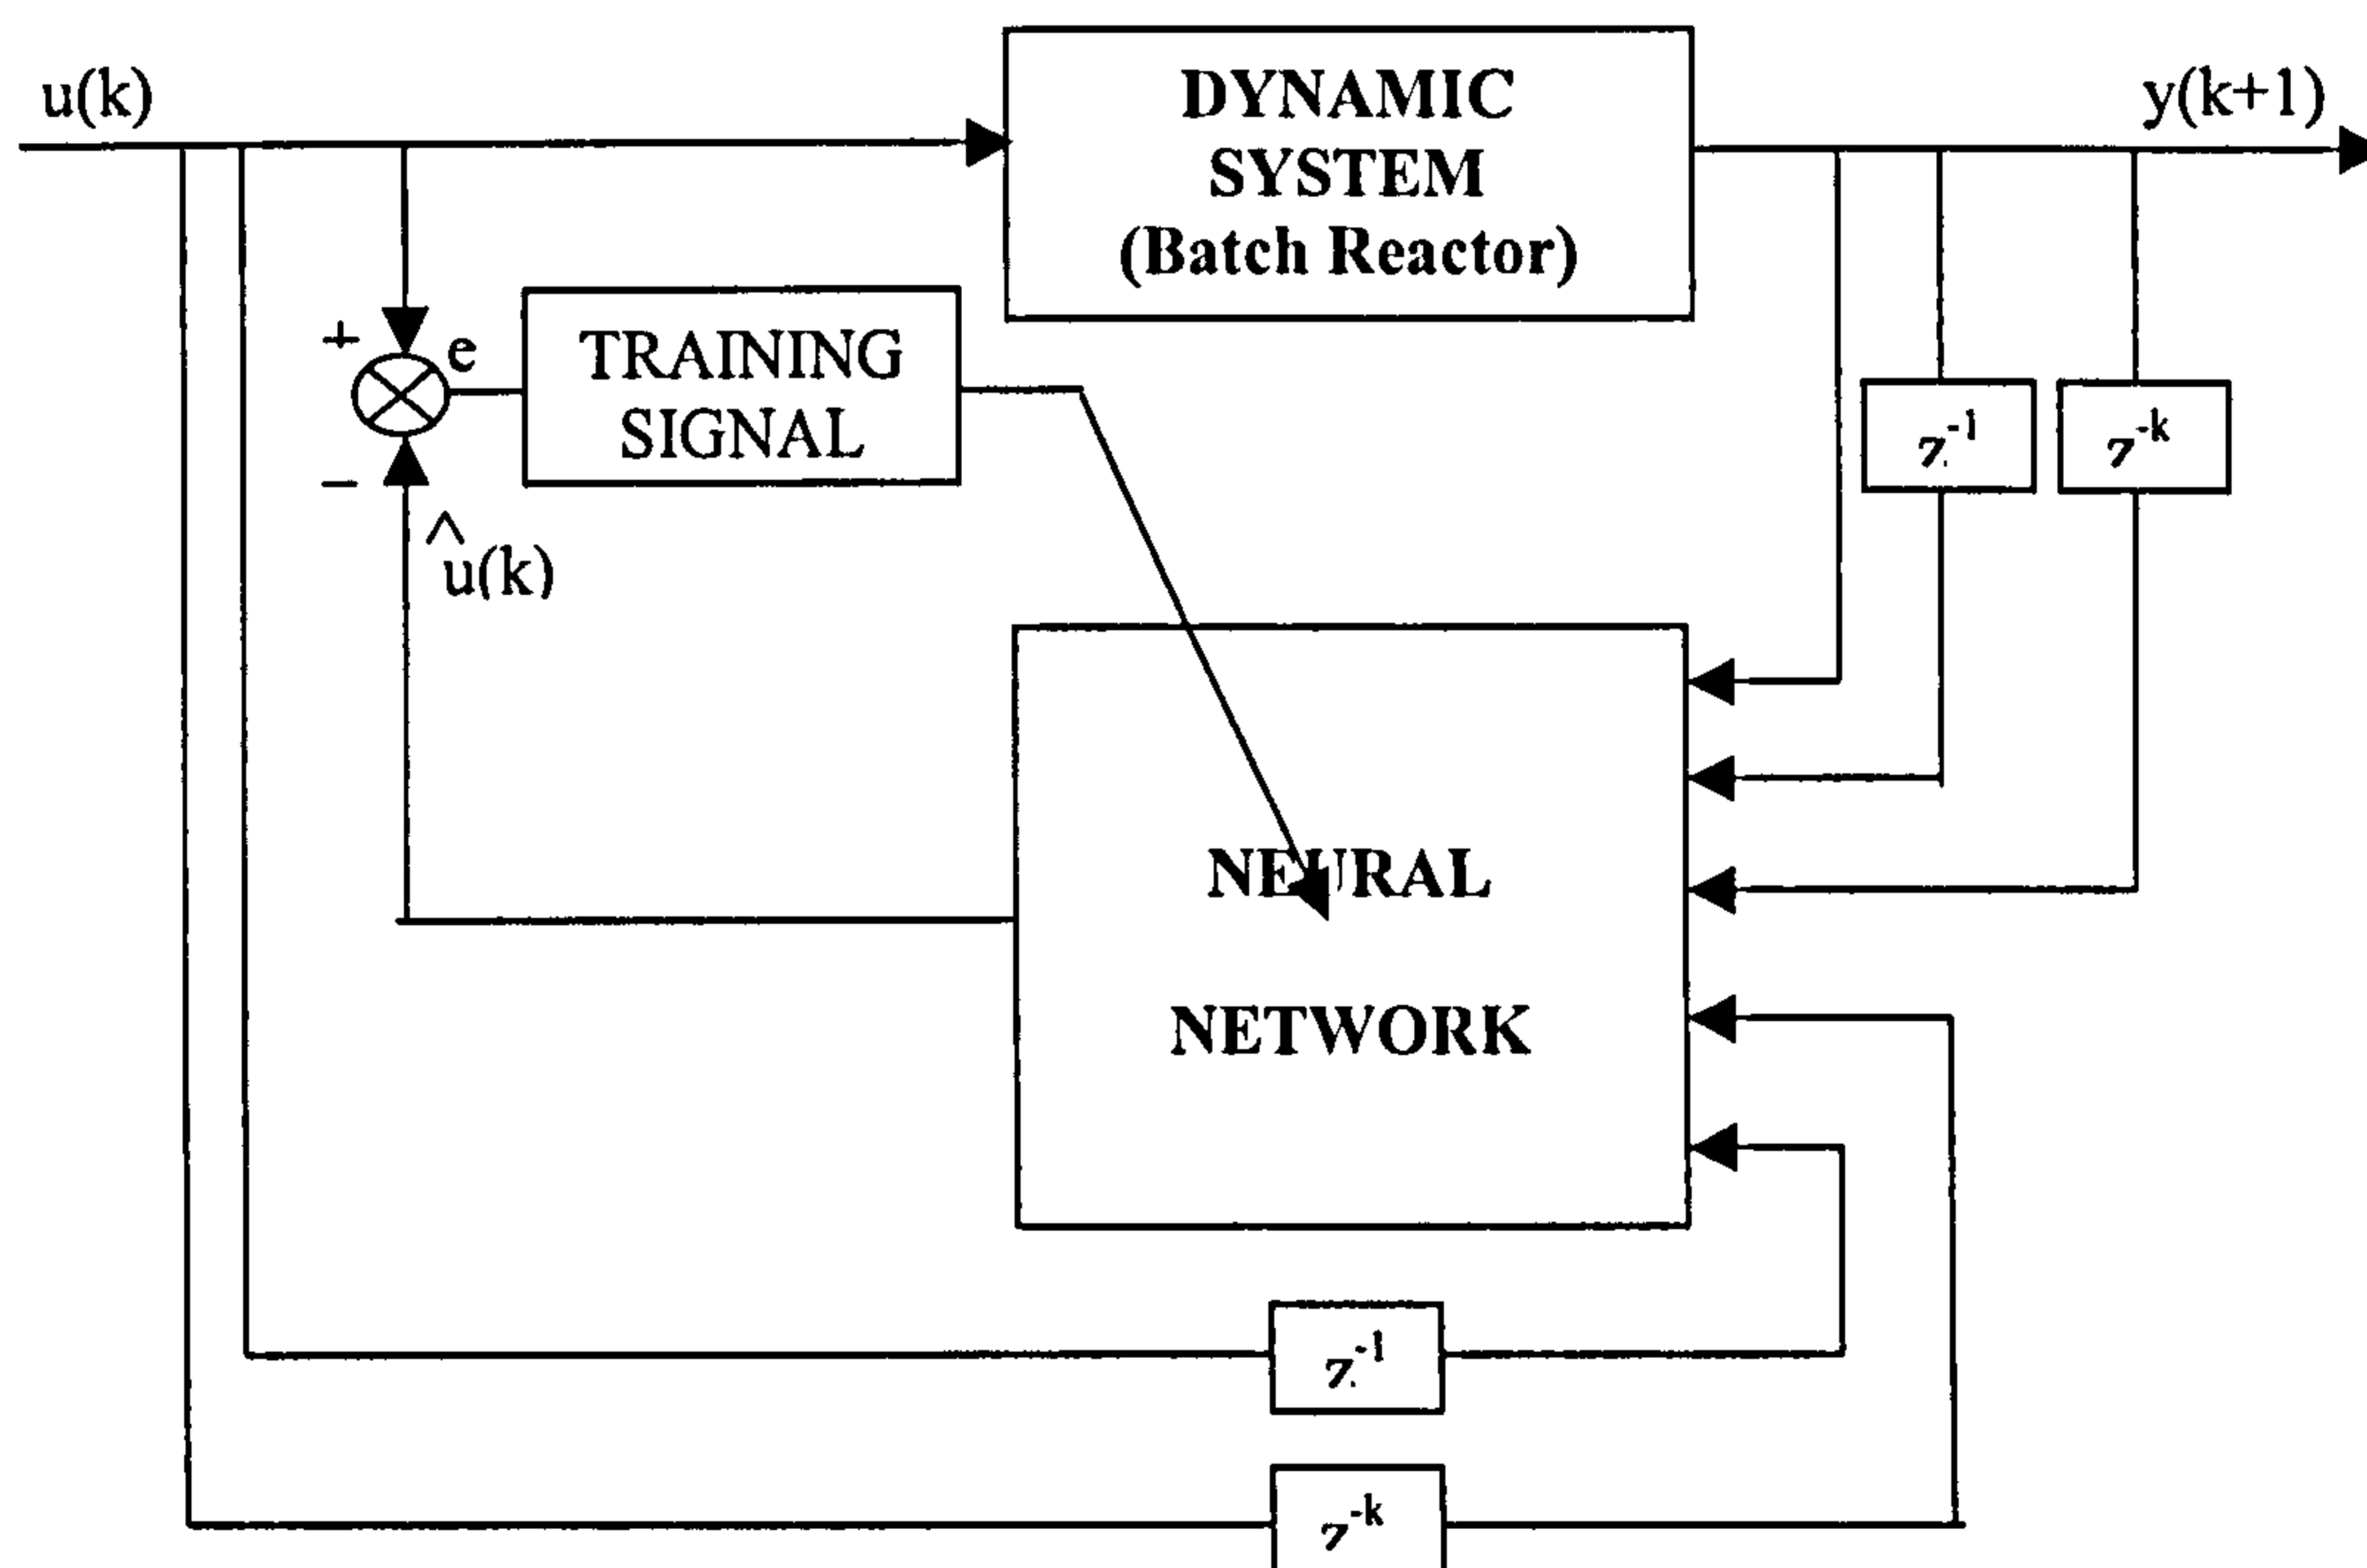 u(k)
DYNAMIC
SYSTEM
(Batch Reactor)
y(k+1)
+
e
TRAINING
SIGNAL
z⁻¹
z⁻ᵏ
−
^
u(k)
NEURAL
NETWORK
z⁻¹
z⁻ᵏ